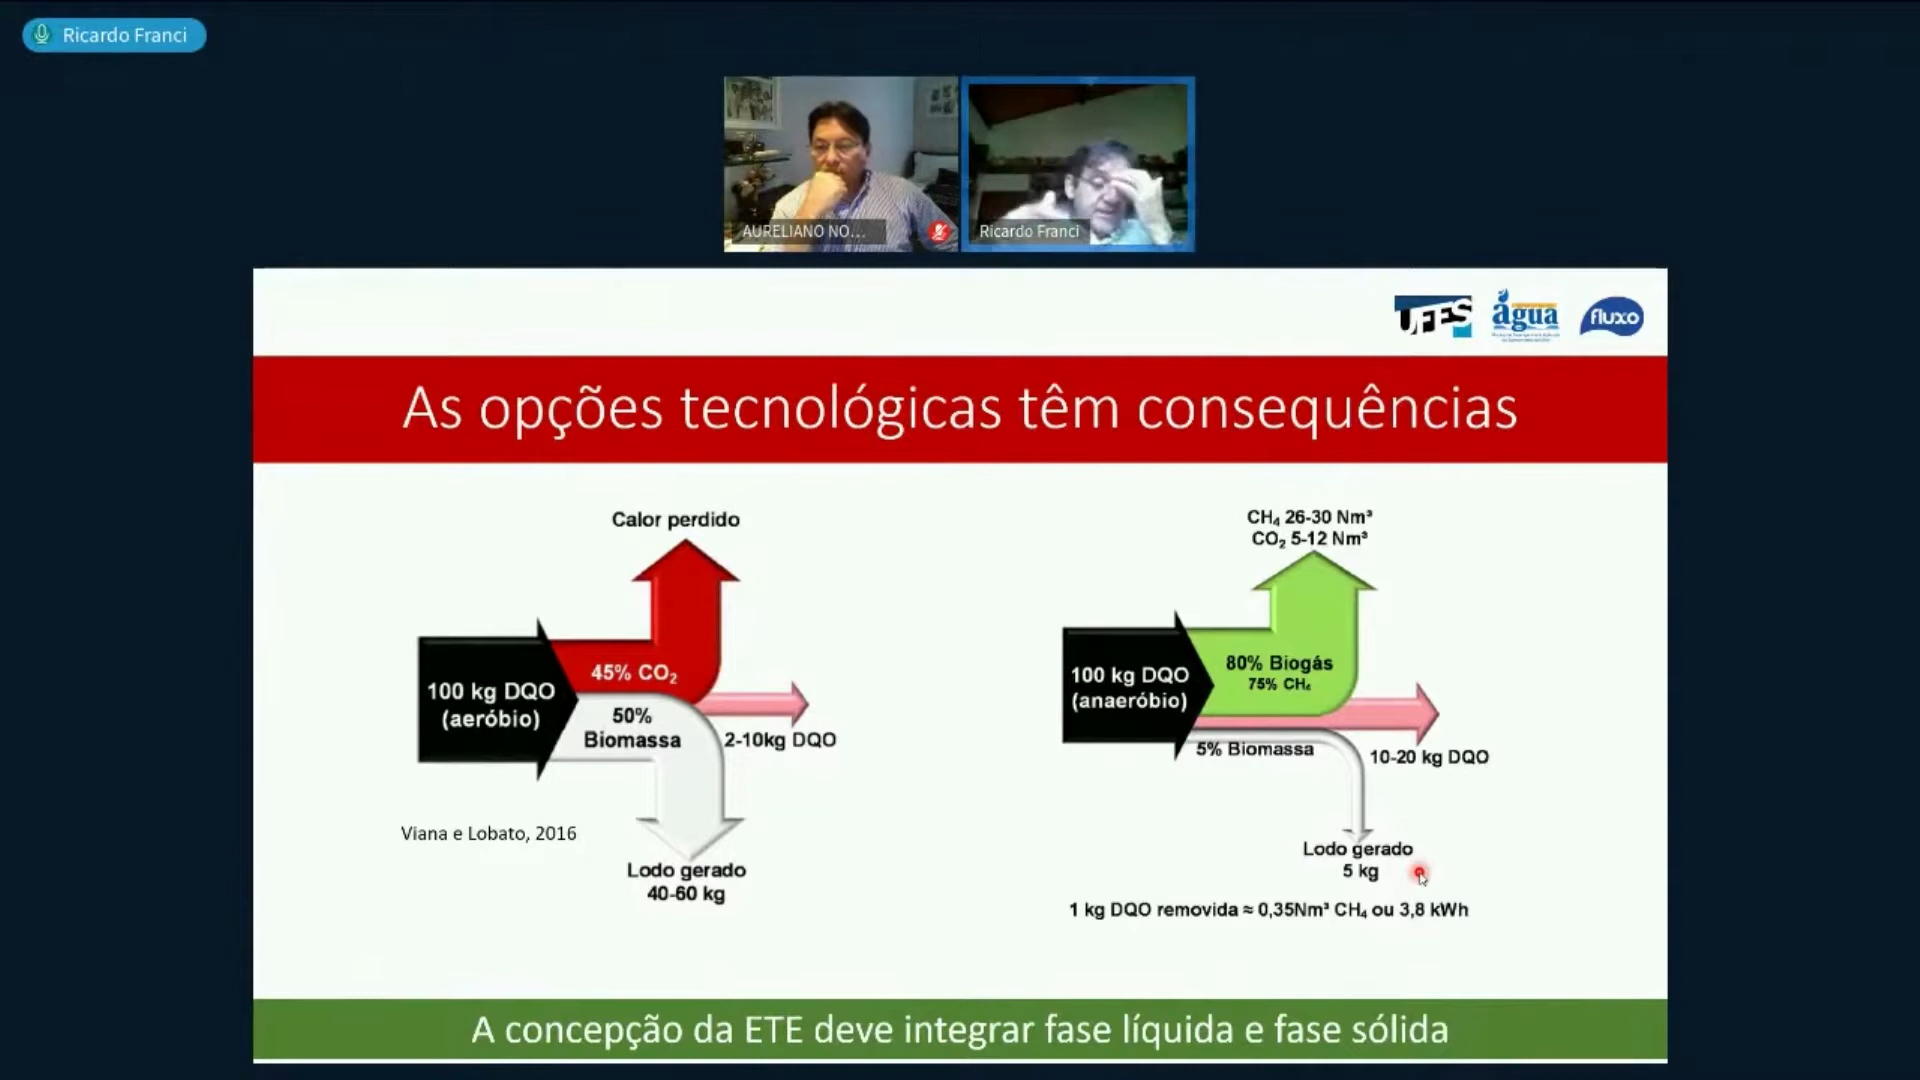 Ricardo Franci
AURELIANO NO...
Ricardo Franci
UFES
água
fluxo
As opções tecnológicas têm consequências
Calor perdido
45% CO₂
100 kg DQO
(aeróbio)
50%
Biomassa
2-10kg DQO
Viana e Lobato, 2016
Lodo gerado
40-60 kg
CH₄ 26-30 Nm³
CO₂ 5-12 Nm³
100 kg DQO
(anaeróbio)
80% Biogás
75% CH₄
5% Biomassa
10-20 kg DQO
Lodo gerado
5 kg
1 kg DQO removida ≈ 0,35Nm³ CH₄ ou 3,8 kWh
A concepção da ETE deve integrar fase líquida e fase sólida